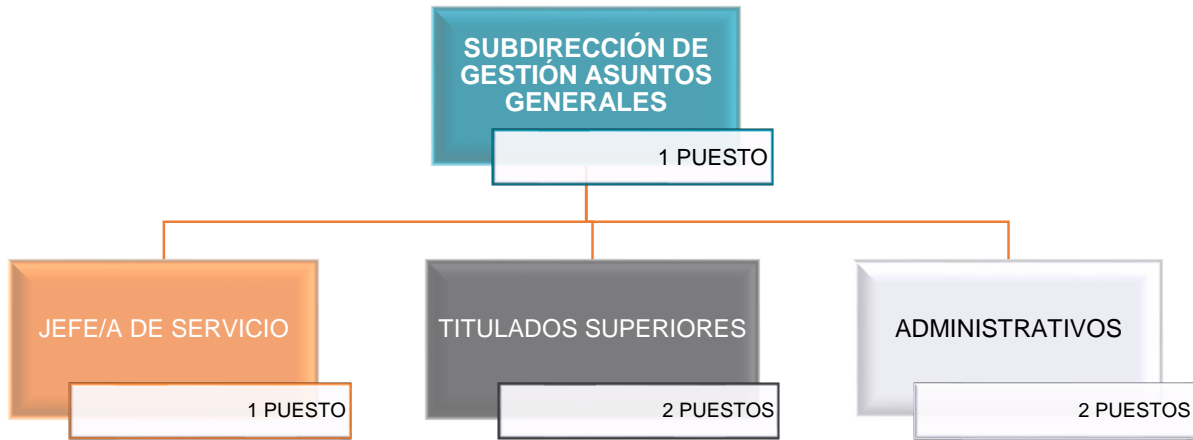 SUBDIRECCIÓN DE
GESTIÓN ASUNTOS
GENERALES
1 PUESTO
JEFE/A DE SERVICIO
1 PUESTO
TITULADOS SUPERIORES
2 PUESTOS
ADMINISTRATIVOS
2 PUESTOS